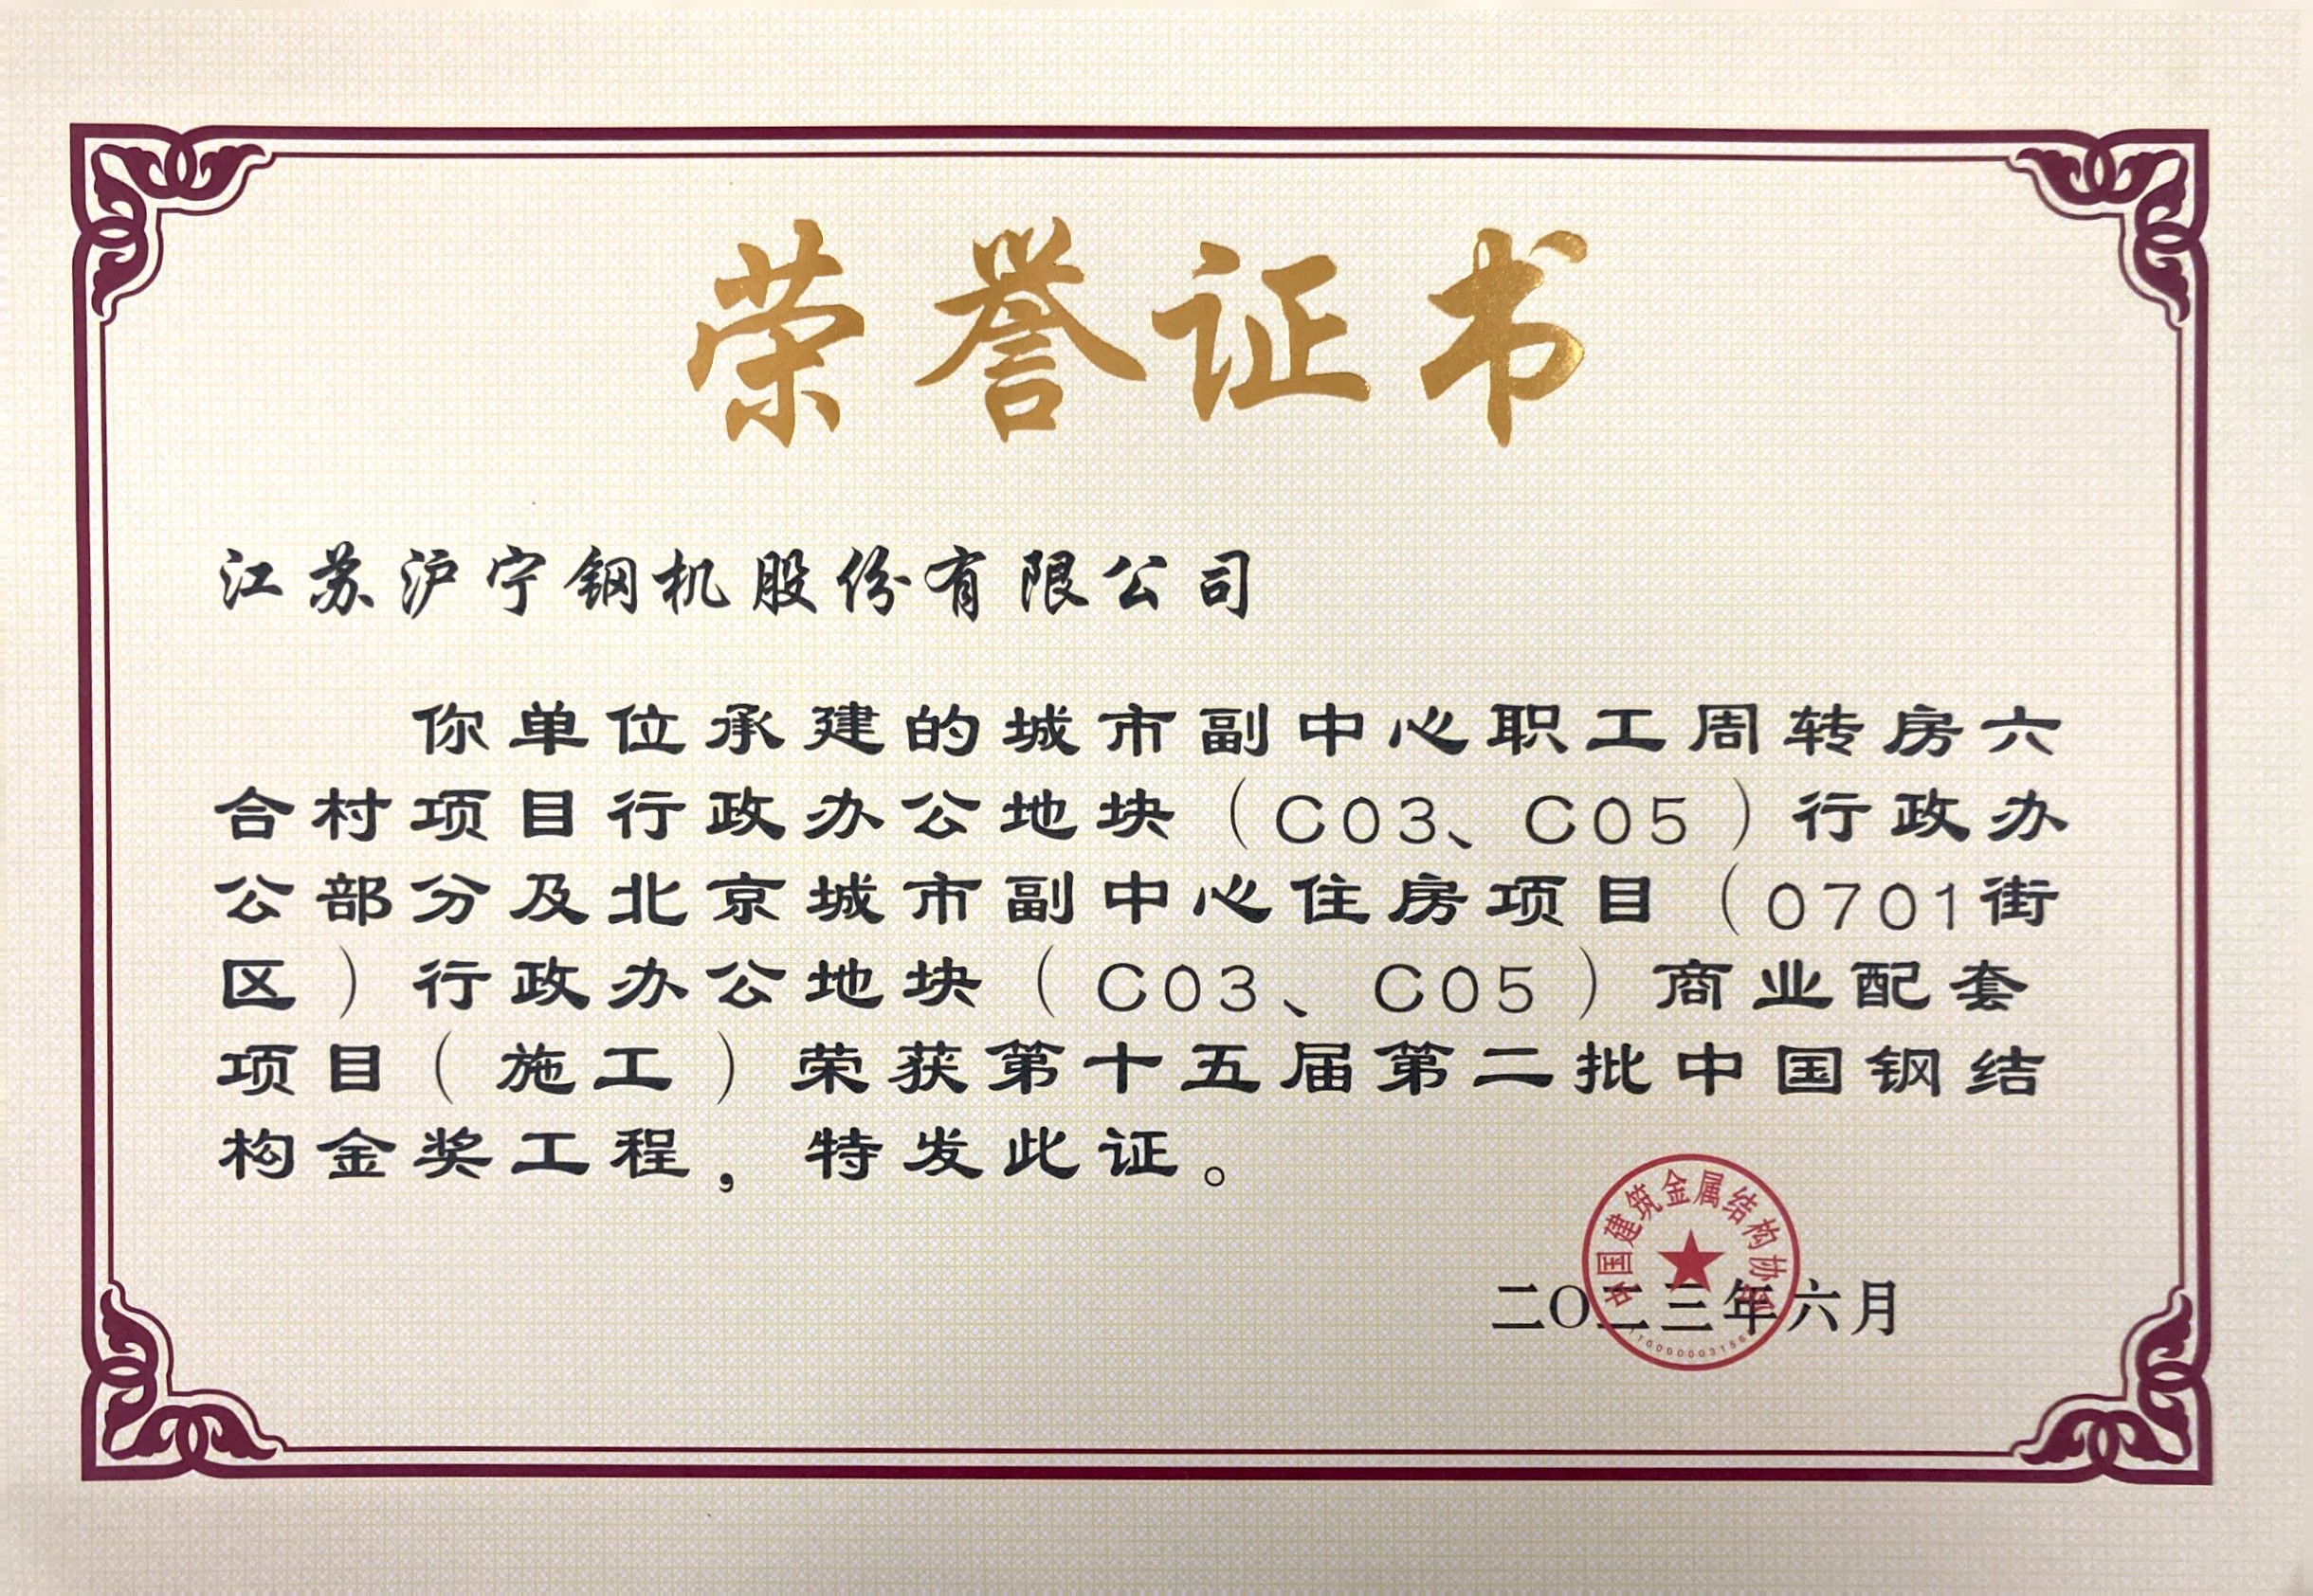 荣誉证书
江苏沪宁钢机股份有限公司
你单位承建的城市副中心职工周转房六
合村项目行政办公地块（C03、C05）行政办
公部分及北京城市副中心住房项目（0701街
区）行政办公地块（C03、C05）商业配套
项目（施工）荣获第十五届第二批中国钢结
构金奖工程，特发此证。
中国建筑金属结构协会
二〇二三年六月